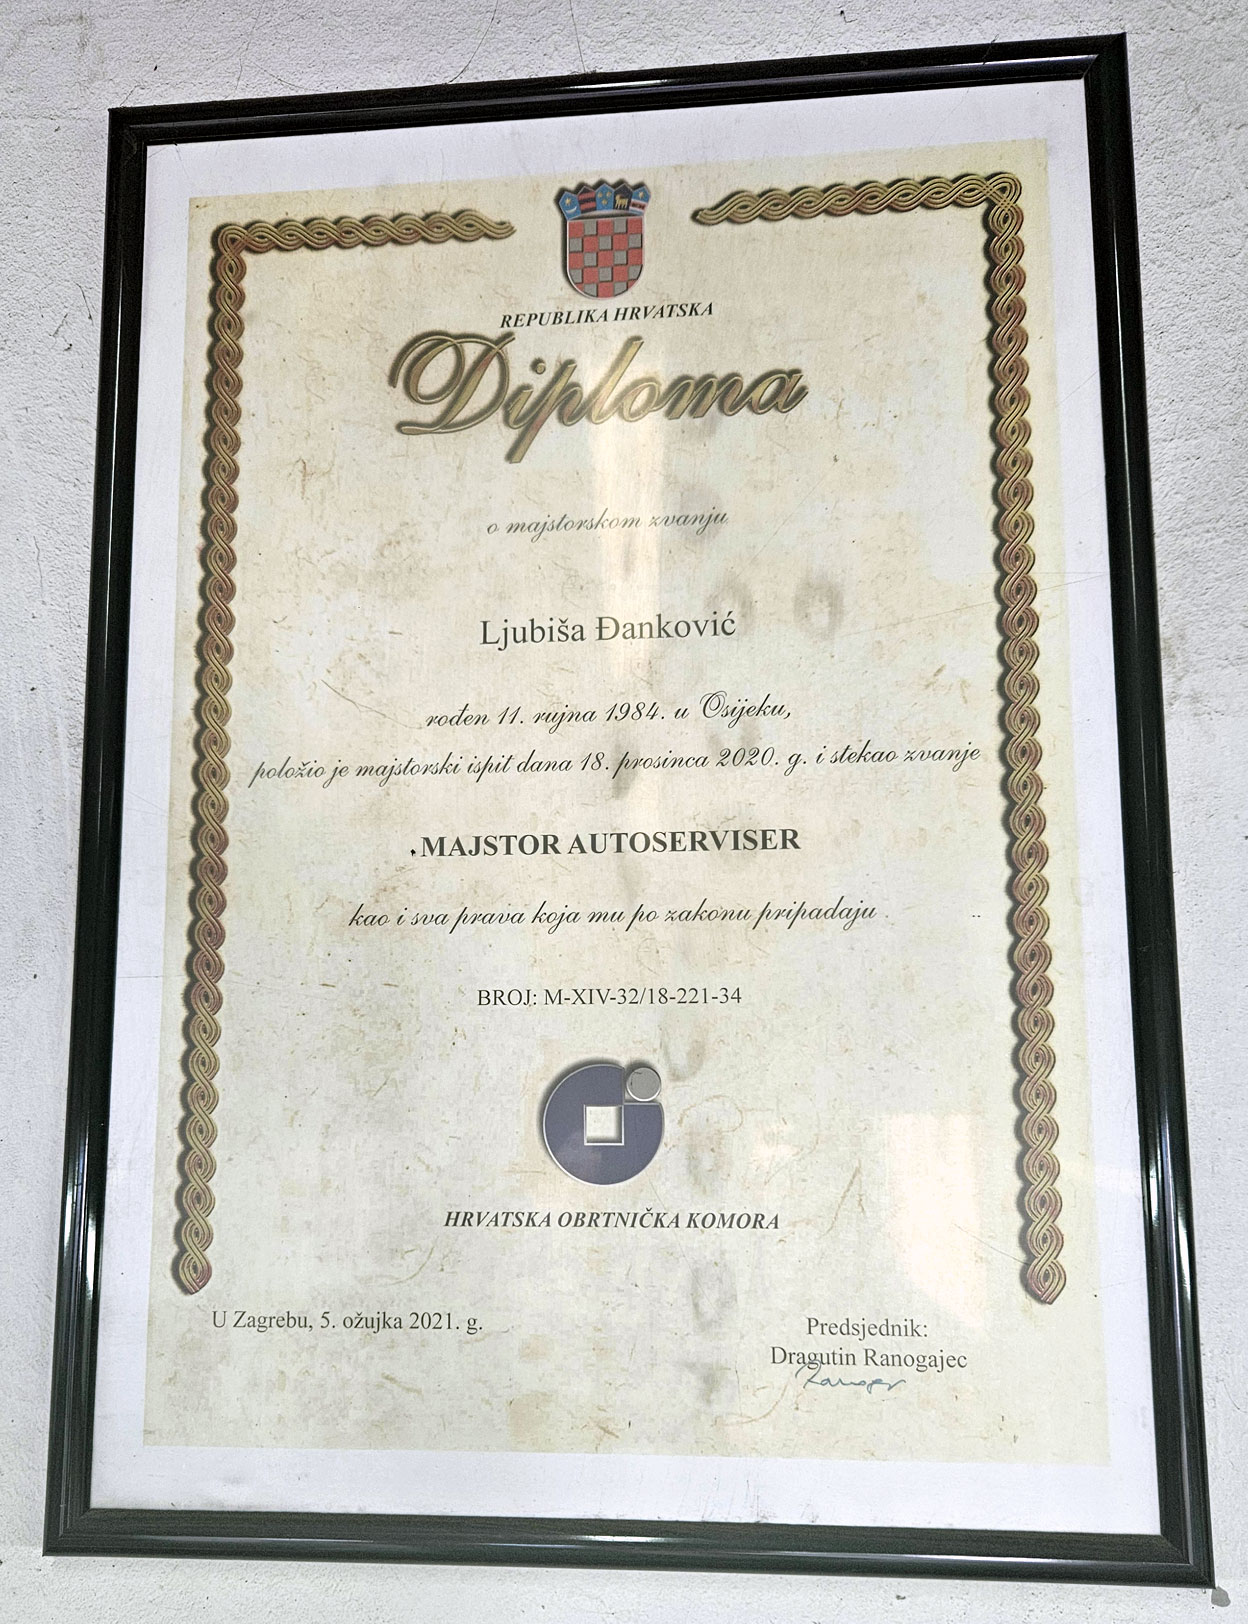 REPUBLIKA HRVATSKA
Diploma
o majstorskom zvanju
Ljubiša Đanković
rođen 11. rujna 1984. u Osijeku,
položio je majstorski ispit dana 18. prosinca 2020. g. i stekao zvanje
MAJSTOR AUTOSERVISER
kao i sva prava koja mu po zakonu pripadaju
BROJ: M-XIV-32/18-221-34
HRVATSKA OBRTNIČKA KOMORA
U Zagrebu, 5. ožujka 2021. g.
Predsjednik:
Dragutin Ranogajec